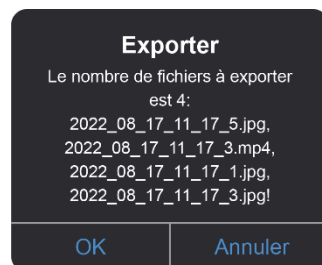 Exporter
Le nombre de fichiers à exporter
est 4:
2022_08_17_11_17_5.jpg,
2022_08_17_11_17_3.mp4,
2022_08_17_11_17_1.jpg,
2022_08_17_11_17_3.jpg!
OK
Annuler